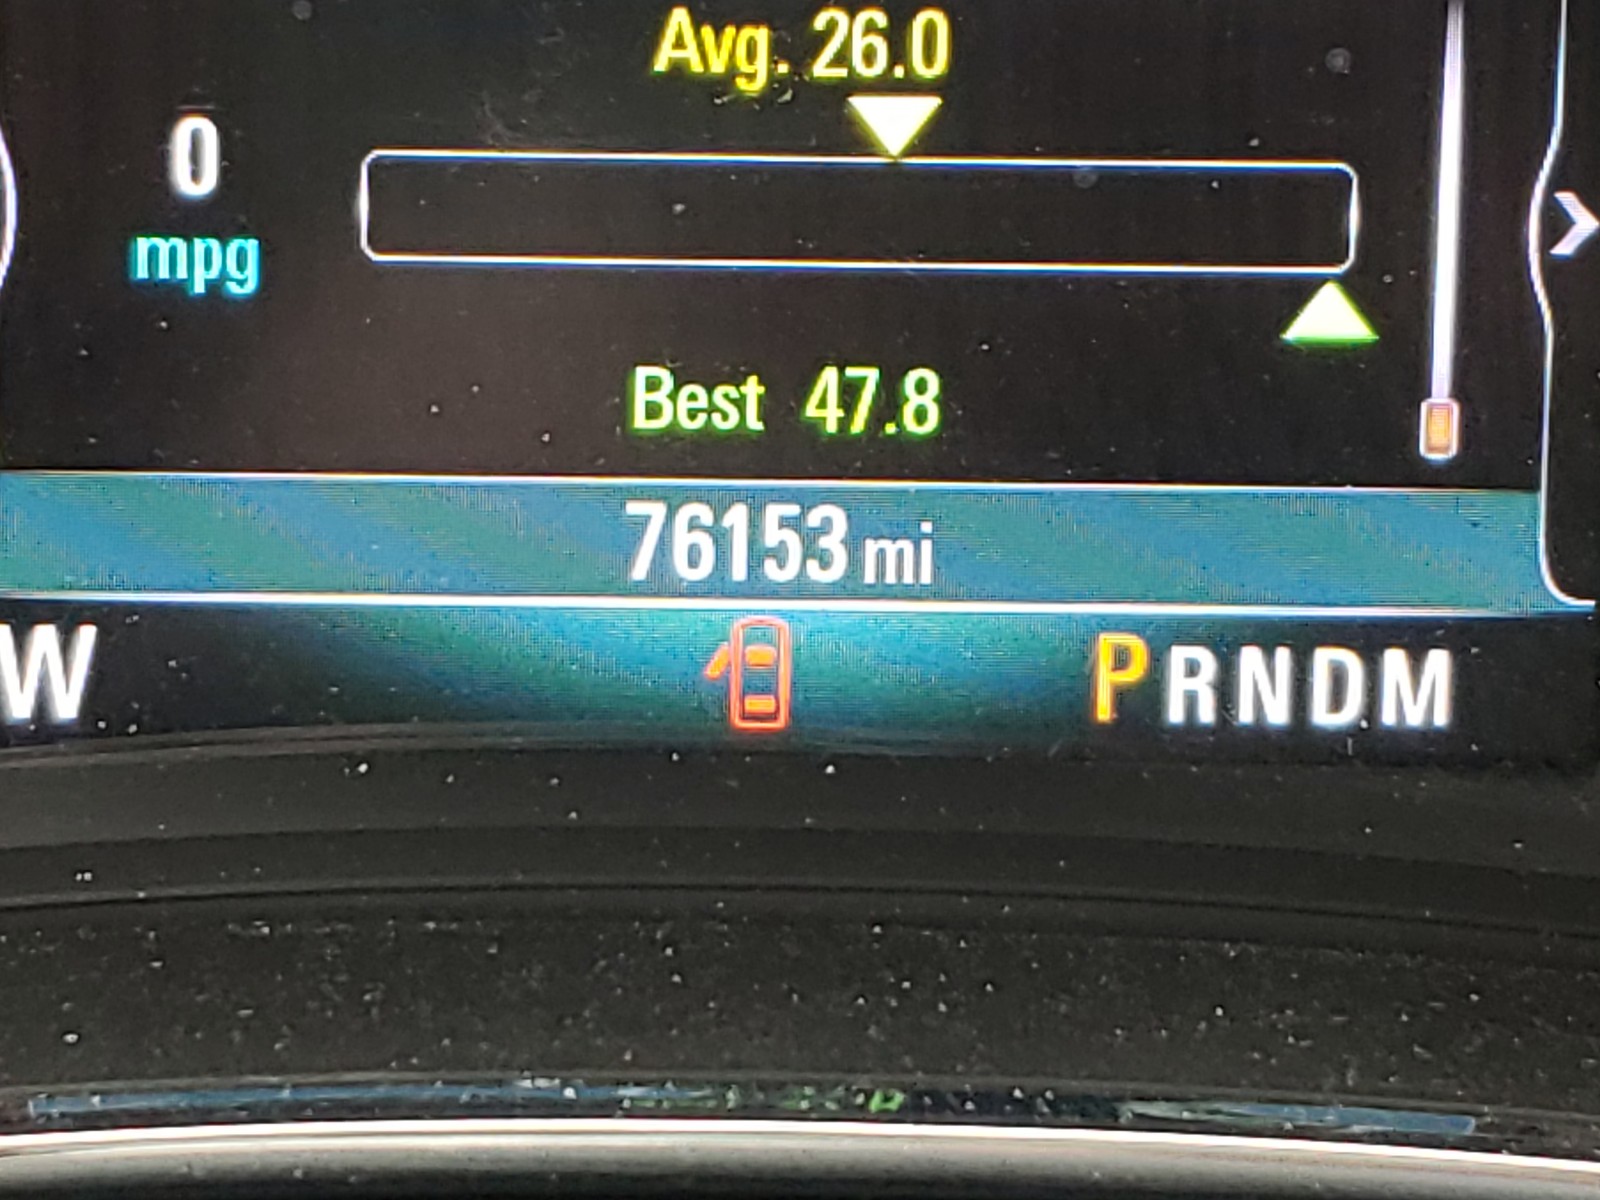 Avg. 26.0
0
mpg
Best 47.8
76153 mi
W
PRNDM